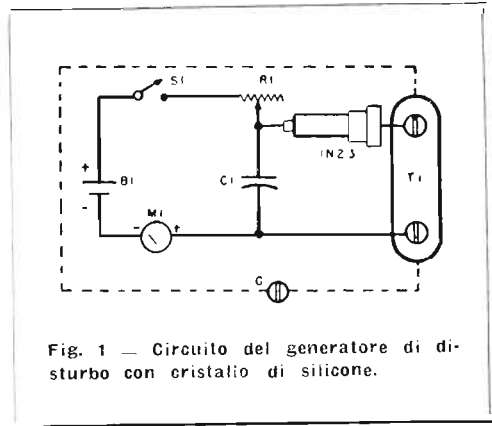 S1
R1
1N23
T1
+
B1
-
C1
M1
- +
G
Fig. 1 — Circuito del generatore di di-
sturbo con cristallo di silicone.